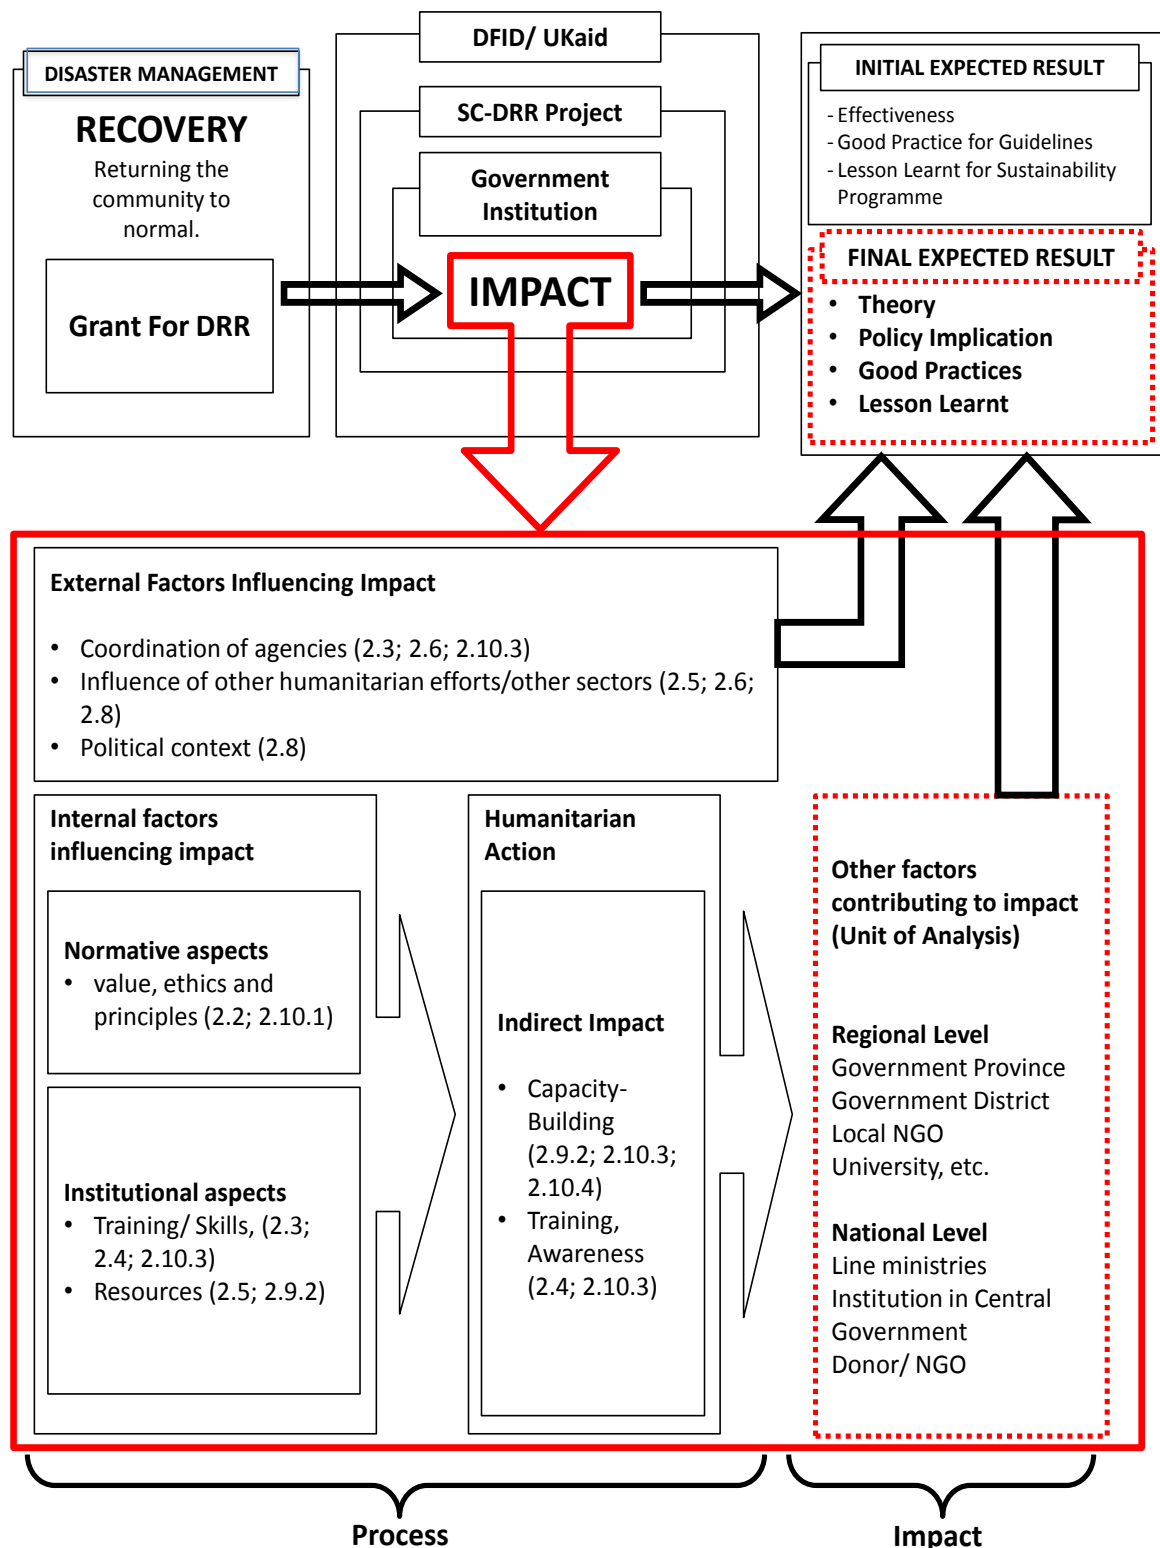 DISASTER MANAGEMENT
RECOVERY
Returning the
community to
normal.
Grant For DRR
DFID/ UKaid
SC-DRR Project
Government
Institution
IMPACT
INITIAL EXPECTED RESULT
- Effectiveness
- Good Practice for Guidelines
- Lesson Learnt for Sustainability
Programme
FINAL EXPECTED RESULT
• Theory
• Policy Implication
• Good Practices
• Lesson Learnt
External Factors Influencing Impact
• Coordination of agencies (2.3; 2.6; 2.10.3)
• Influence of other humanitarian efforts/other sectors (2.5; 2.6;
2.8)
• Political context (2.8)
Internal factors
influencing impact
Normative aspects
• value, ethics and
principles (2.2; 2.10.1)
Institutional aspects
• Training/ Skills, (2.3;
2.4; 2.10.3)
• Resources (2.5; 2.9.2)
Humanitarian
Action
Indirect Impact
• Capacity-
Building
(2.9.2; 2.10.3;
2.10.4)
• Training,
Awareness
(2.4; 2.10.3)
Other factors
contributing to impact
(Unit of Analysis)
Regional Level
Government Province
Government District
Local NGO
University, etc.
National Level
Line ministries
Institution in Central
Government
Donor/ NGO
Process
Impact